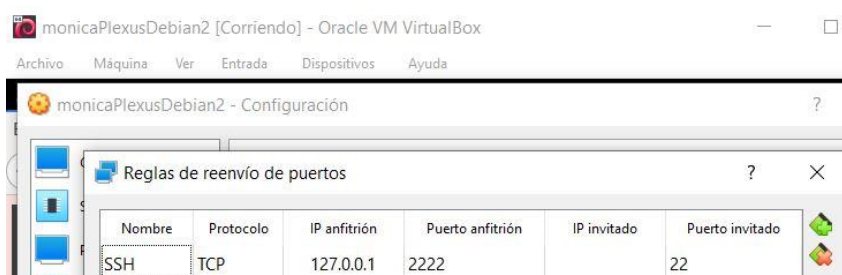 monicaPlexusDebian2 [Corriendo] - Oracle VM VirtualBox
Archivo Máquina Ver Entrada Dispositivos Ayuda
monicaPlexusDebian2 - Configuración ?
Reglas de reenvío de puertos ?
Nombre Protocolo IP anfitrión Puerto anfitrión IP invitado Puerto invitado
SSH TCP 127.0.0.1 2222 22